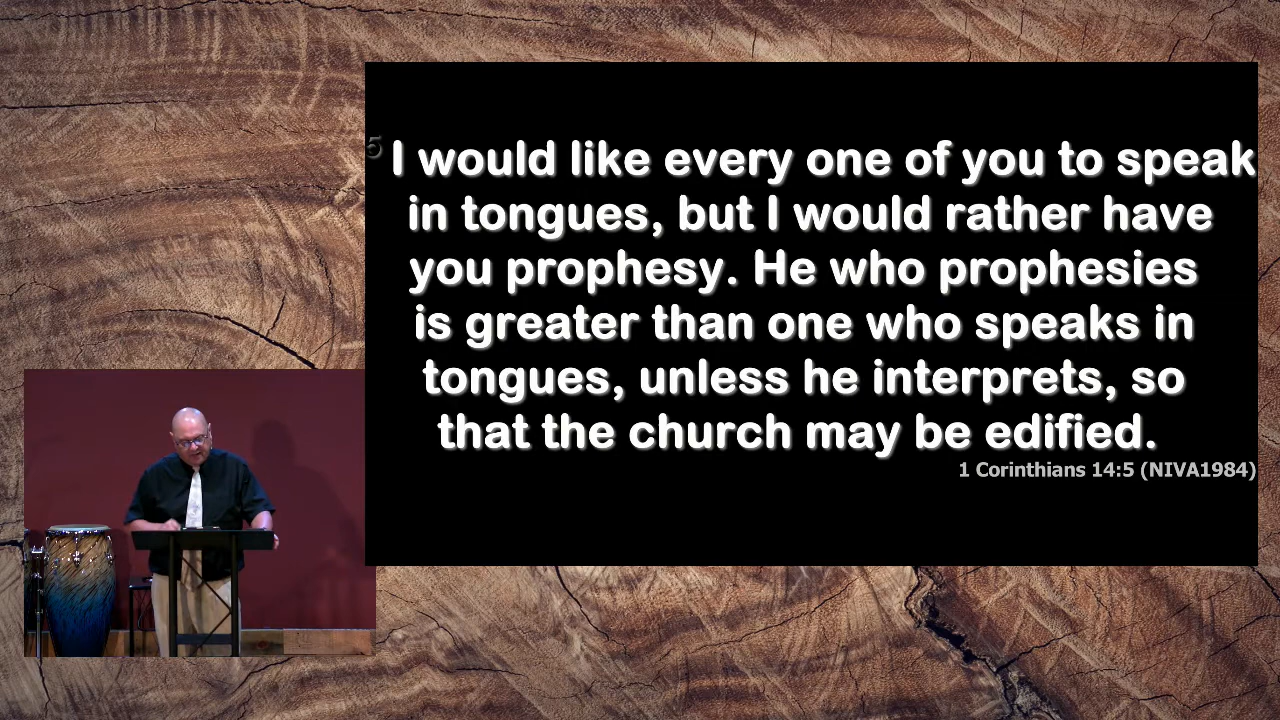 5 I would like every one of you to speak
in tongues, but I would rather have
you prophesy. He who prophesies
is greater than one who speaks in
tongues, unless he interprets, so
that the church may be edified.
1 Corinthians 14:5 (NIVA1984)